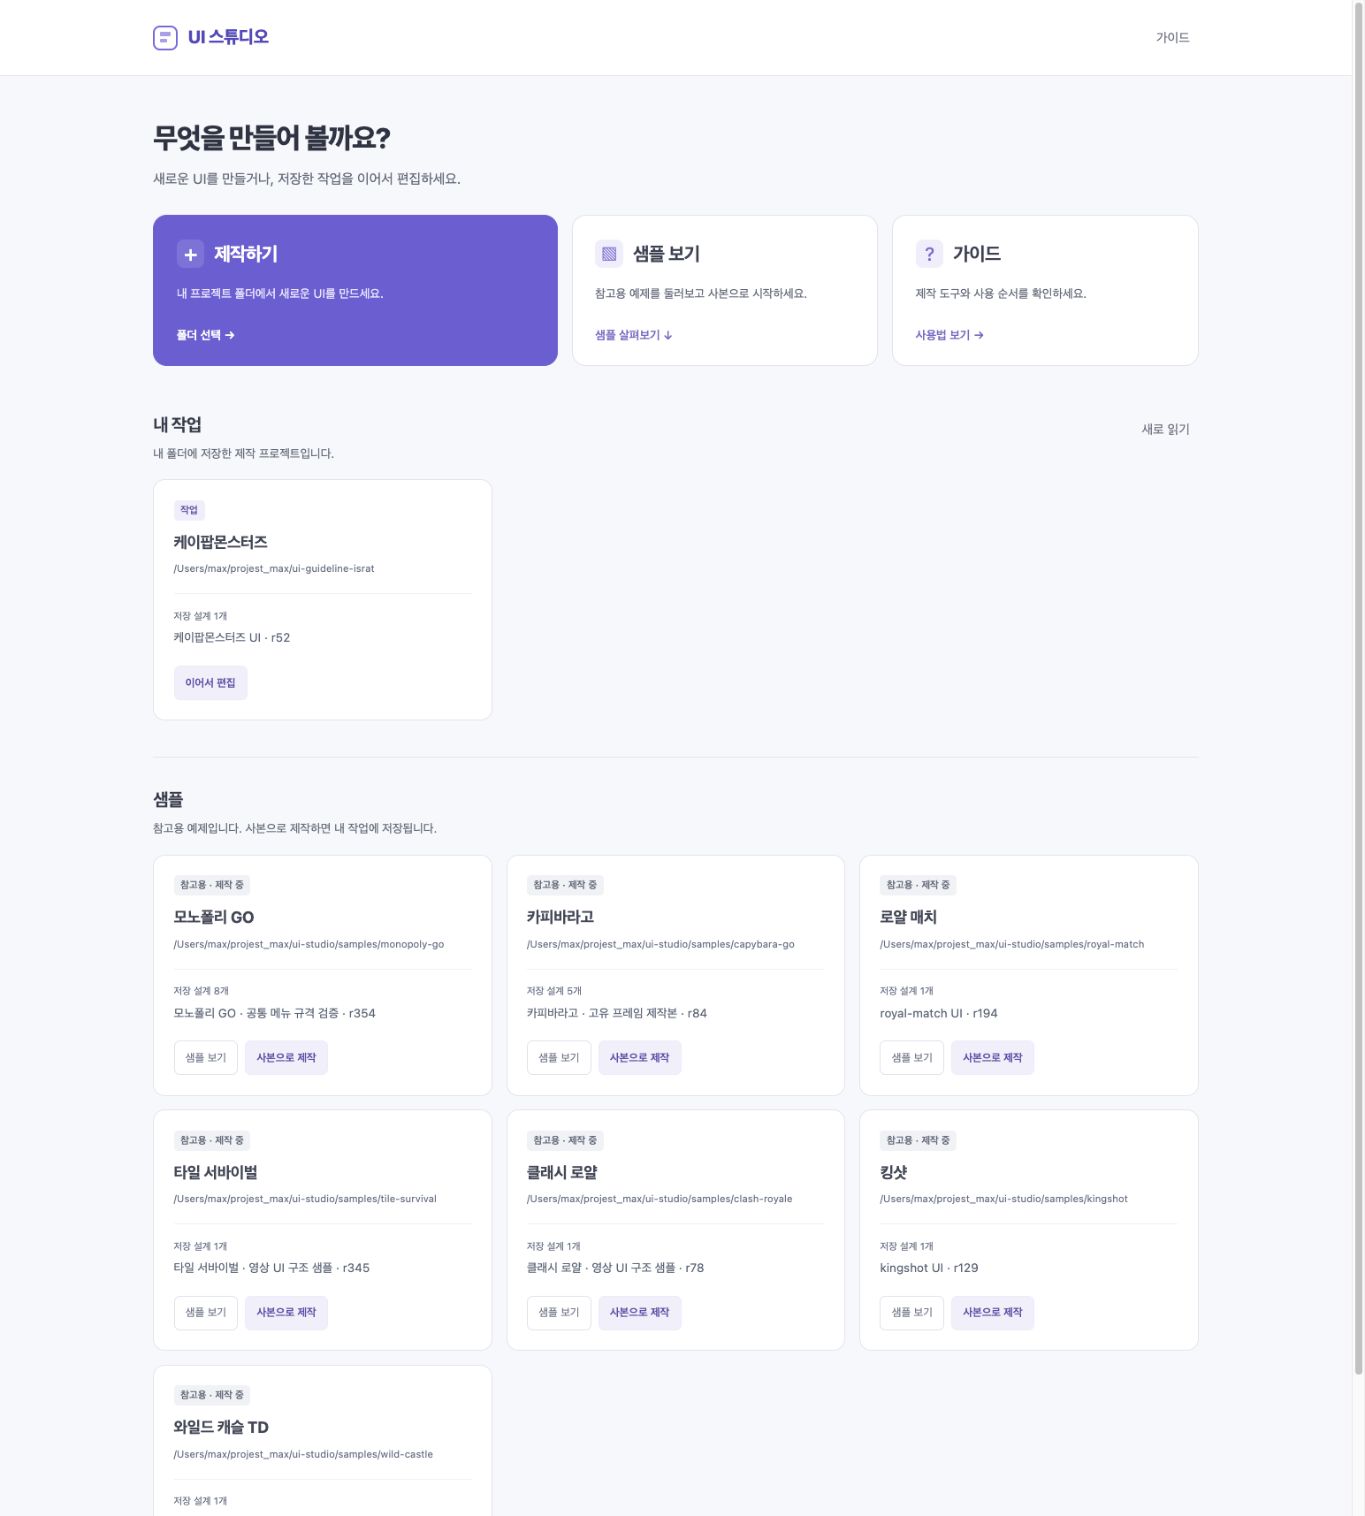 UI 스튜디오
가이드
무엇을 만들어 볼까요?
새로운 UI를 만들거나, 저장한 작업을 이어서 편집하세요.
+ 제작하기
내 프로젝트 폴더에서 새로운 UI를 만드세요.
폴더 선택 →
샘플 보기
참고용 예제를 둘러보고 사본으로 시작하세요.
샘플 살펴보기 ↓
? 가이드
제작 도구와 사용 순서를 확인하세요.
사용법 보기 →
내 작업
새로 읽기
내 폴더에 저장한 제작 프로젝트입니다.
작업
케이팝몬스터즈
/Users/max/projest_max/ui-guideline-israt
저장 설계 1개
케이팝몬스터즈 UI · r52
이어서 편집
샘플
참고용 예제입니다. 사본으로 제작하면 내 작업에 저장됩니다.
참고용 · 제작 중
모노폴리 GO
/Users/max/projest_max/ui-studio/samples/monopoly-go
저장 설계 8개
모노폴리 GO · 공통 메뉴 규격 검증 · r354
샘플 보기
사본으로 제작
참고용 · 제작 중
카피바라고
/Users/max/projest_max/ui-studio/samples/capybara-go
저장 설계 5개
카피바라고 · 고유 프레임 제작본 · r84
샘플 보기
사본으로 제작
참고용 · 제작 중
로얄 매치
/Users/max/projest_max/ui-studio/samples/royal-match
저장 설계 1개
royal-match UI · r194
샘플 보기
사본으로 제작
참고용 · 제작 중
타일 서바이벌
/Users/max/projest_max/ui-studio/samples/tile-survival
저장 설계 1개
타일 서바이벌 · 영상 UI 구조 샘플 · r345
샘플 보기
사본으로 제작
참고용 · 제작 중
클래시 로얄
/Users/max/projest_max/ui-studio/samples/clash-royale
저장 설계 1개
클래시 로얄 · 영상 UI 구조 샘플 · r78
샘플 보기
사본으로 제작
참고용 · 제작 중
킹샷
/Users/max/projest_max/ui-studio/samples/kingshot
저장 설계 1개
kingshot UI · r129
샘플 보기
사본으로 제작
참고용 · 제작 중
와일드 캐슬 TD
/Users/max/projest_max/ui-studio/samples/wild-castle
저장 설계 1개